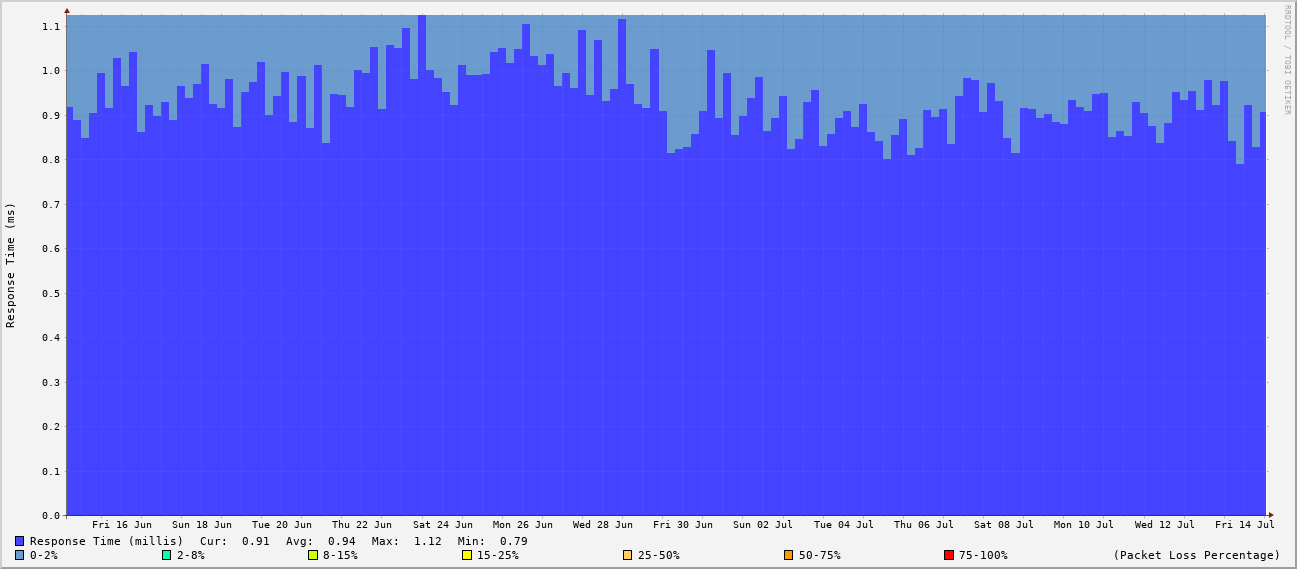 RRDTOOL / TOBI OETIKER
Response Time (ms)
1.1
1.0
0.9
0.8
0.7
0.6
0.5
0.4
0.3
0.2
0.1
0.0
Fri 16 Jun Sun 18 Jun Tue 20 Jun Thu 22 Jun Sat 24 Jun Mon 26 Jun Wed 28 Jun Fri 30 Jun Sun 02 Jul Tue 04 Jul Thu 06 Jul Sat 08 Jul Mon 10 Jul Wed 12 Jul Fri 14 Jul
Response Time (millis) Cur: 0.91 Avg: 0.94 Max: 1.12 Min: 0.79
0-2% 2-8% 8-15% 15-25% 25-50% 50-75% 75-100% (Packet Loss Percentage)